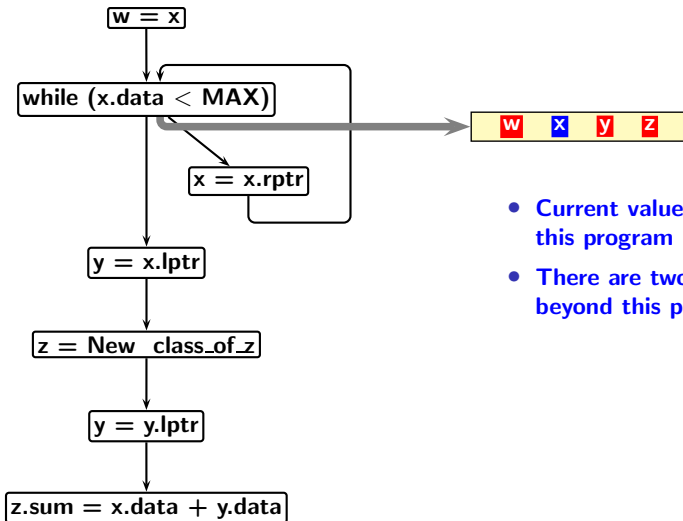 w = x
while (x.data < MAX)
w x y z
x = x.rptr
• Current value
this program
y = x.lptr
• There are two
beyond this p
z = New class_of_z
y = y.lptr
z.sum = x.data + y.data